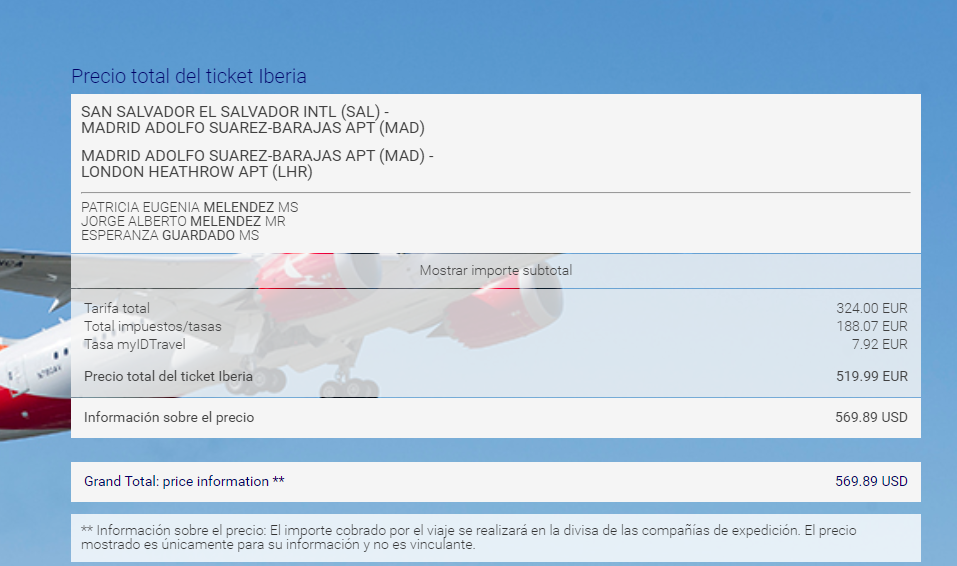 Precio total del ticket Iberia
SAN SALVADOR EL SALVADOR INTL (SAL) -
MADRID ADOLFO SUAREZ-BARAJAS APT (MAD)
MADRID ADOLFO SUAREZ-BARAJAS APT (MAD) -
LONDON HEATHROW APT (LHR)
PATRICIA EUGENIA MELENDEZ MS
JORGE ALBERTO MELENDEZ MR
ESPERANZA GUARDADO MS
Mostrar importe subtotal
Tarifa total 324.00 EUR
Total impuestos/tasas 188.07 EUR
Tasa myIDTravel 7.92 EUR
Precio total del ticket Iberia 519.99 EUR
Información sobre el precio 569.89 USD
Grand Total: price information ** 569.89 USD
** Información sobre el precio: El importe cobrado por el viaje se realizará en la divisa de las compañías de expedición. El precio
mostrado es únicamente para su información y no es vinculante.